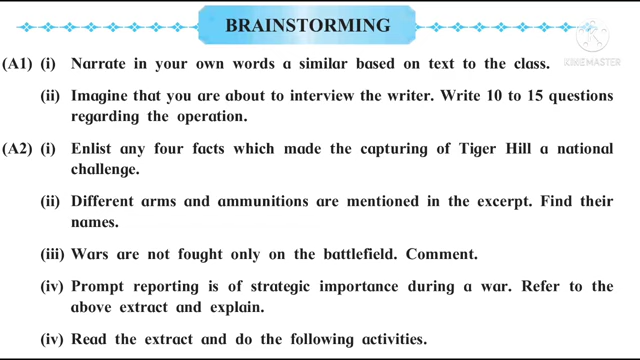 BRAINSTORMING
KINEMASTER
(A1) (i) Narrate in your own words a similar based on text to the class.
(ii) Imagine that you are about to interview the writer. Write 10 to 15 questions
regarding the operation.
(A2) (i) Enlist any four facts which made the capturing of Tiger Hill a national
challenge.
(ii) Different arms and ammunitions are mentioned in the excerpt. Find their
names.
(iii) Wars are not fought only on the battlefield. Comment.
(iv) Prompt reporting is of strategic importance during a war. Refer to the
above extract and explain.
(iv) Read the extract and do the following activities.